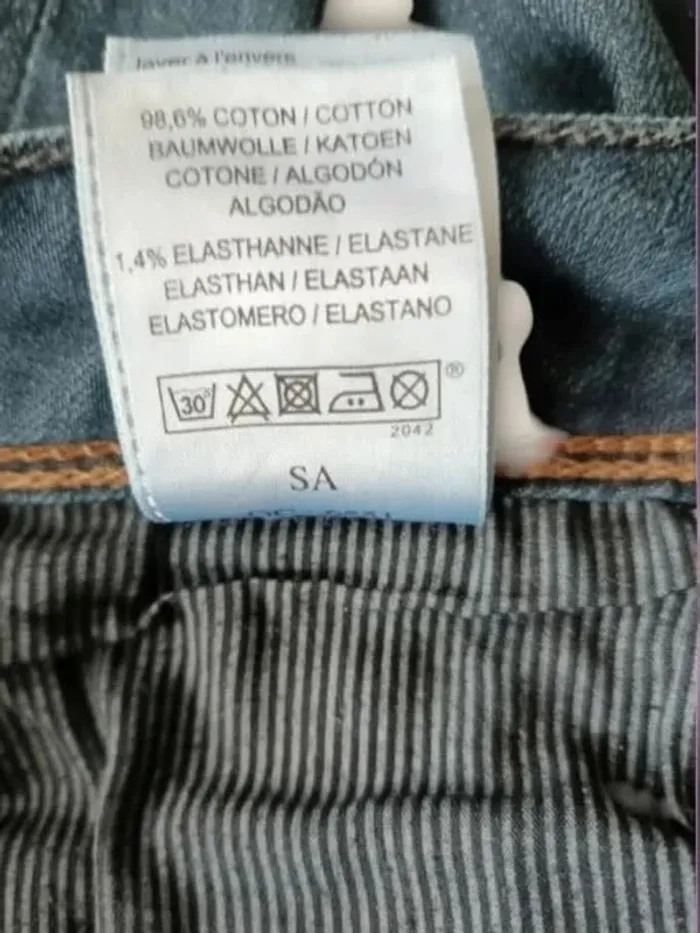 laver à l'envers
98,6% COTON / COTTON
BAUMWOLLE / KATOEN
COTONE / ALGODÓN
ALGODÃO
1,4% ELASTHANNE / ELASTANE
ELASTHAN / ELASTAAN
ELASTOMERO / ELASTANO
30° ®
2042
SA